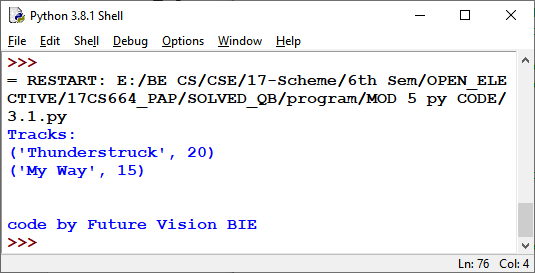 Python 3.8.1 Shell
File Edit Shell Debug Options Window Help
>>>
= RESTART: E:/BE CS/CSE/17-Scheme/6th Sem/OPEN_ELE
CTIVE/17CS664_PAP/SOLVED_QB/program/MOD 5 py CODE/
3.1.py
Tracks:
('Thunderstruck', 20)
('My Way', 15)
code by Future Vision BIE
>>>
Ln: 76 Col: 4